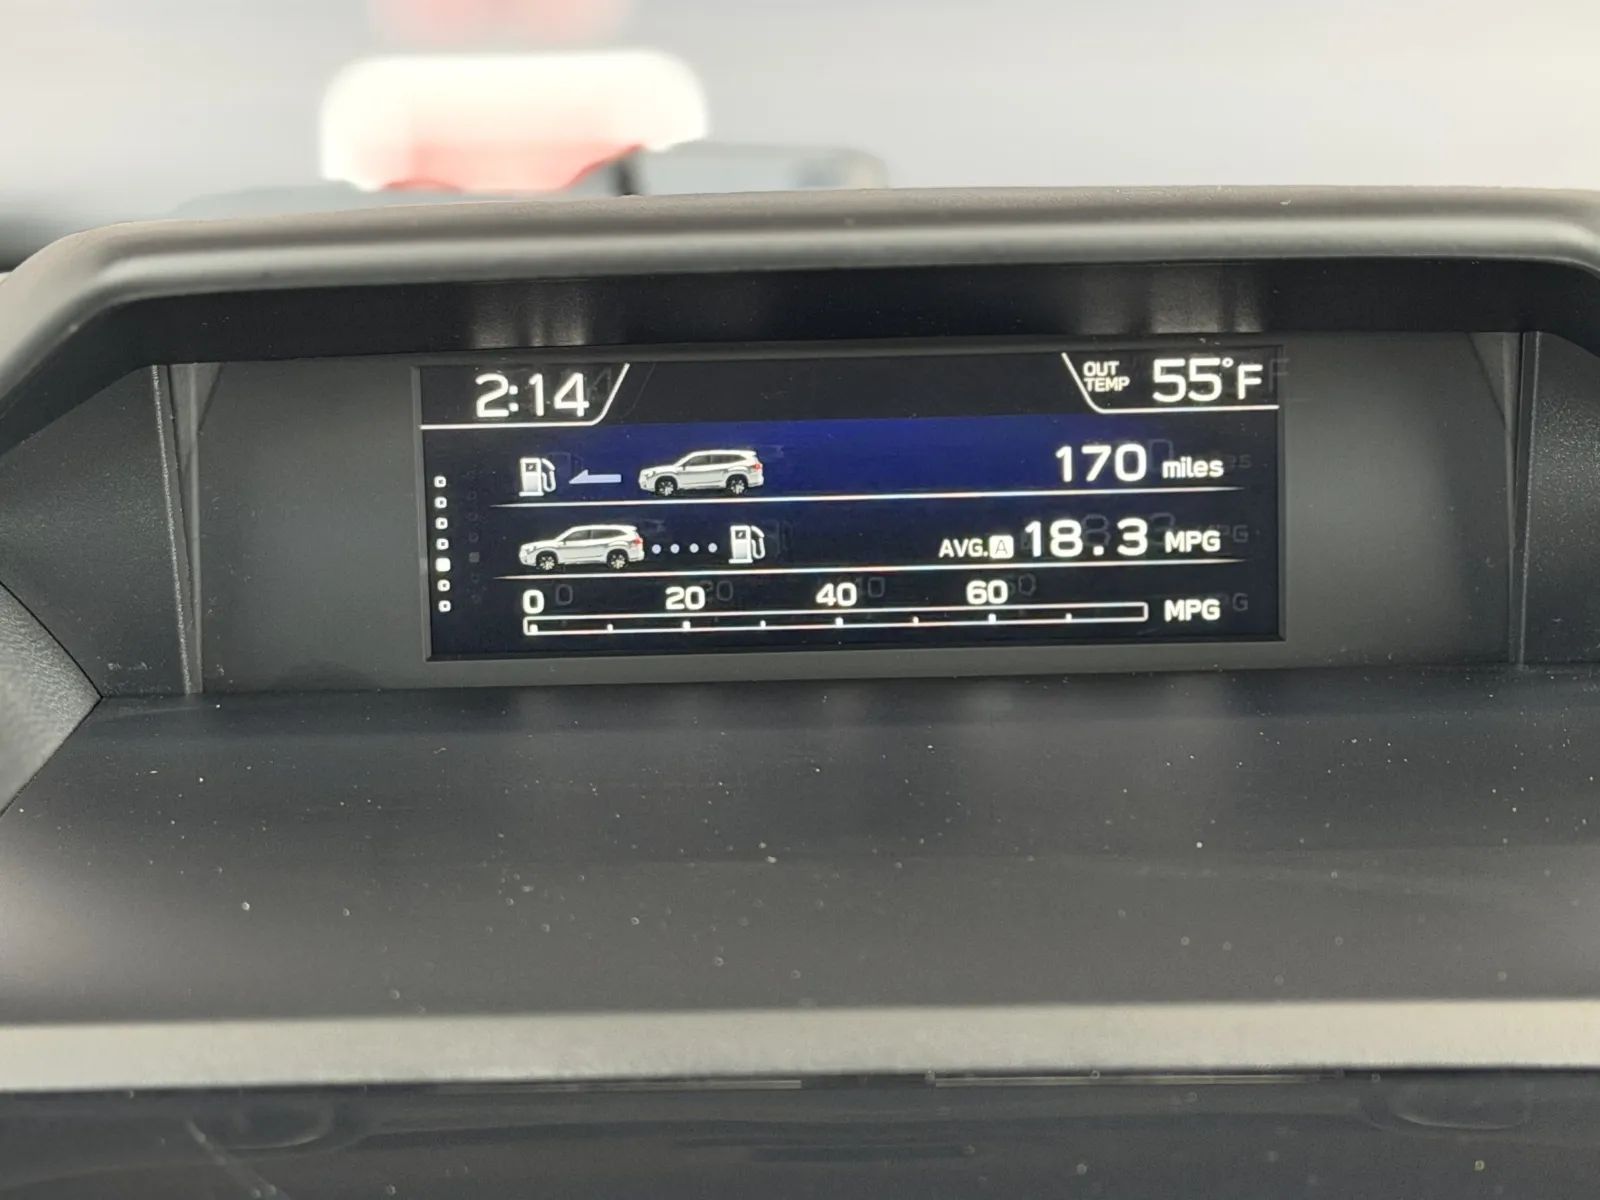 2:14
OUT TEMP 55°F
170 miles
AVG. A 18.3 MPG
0 20 40 60
MPG